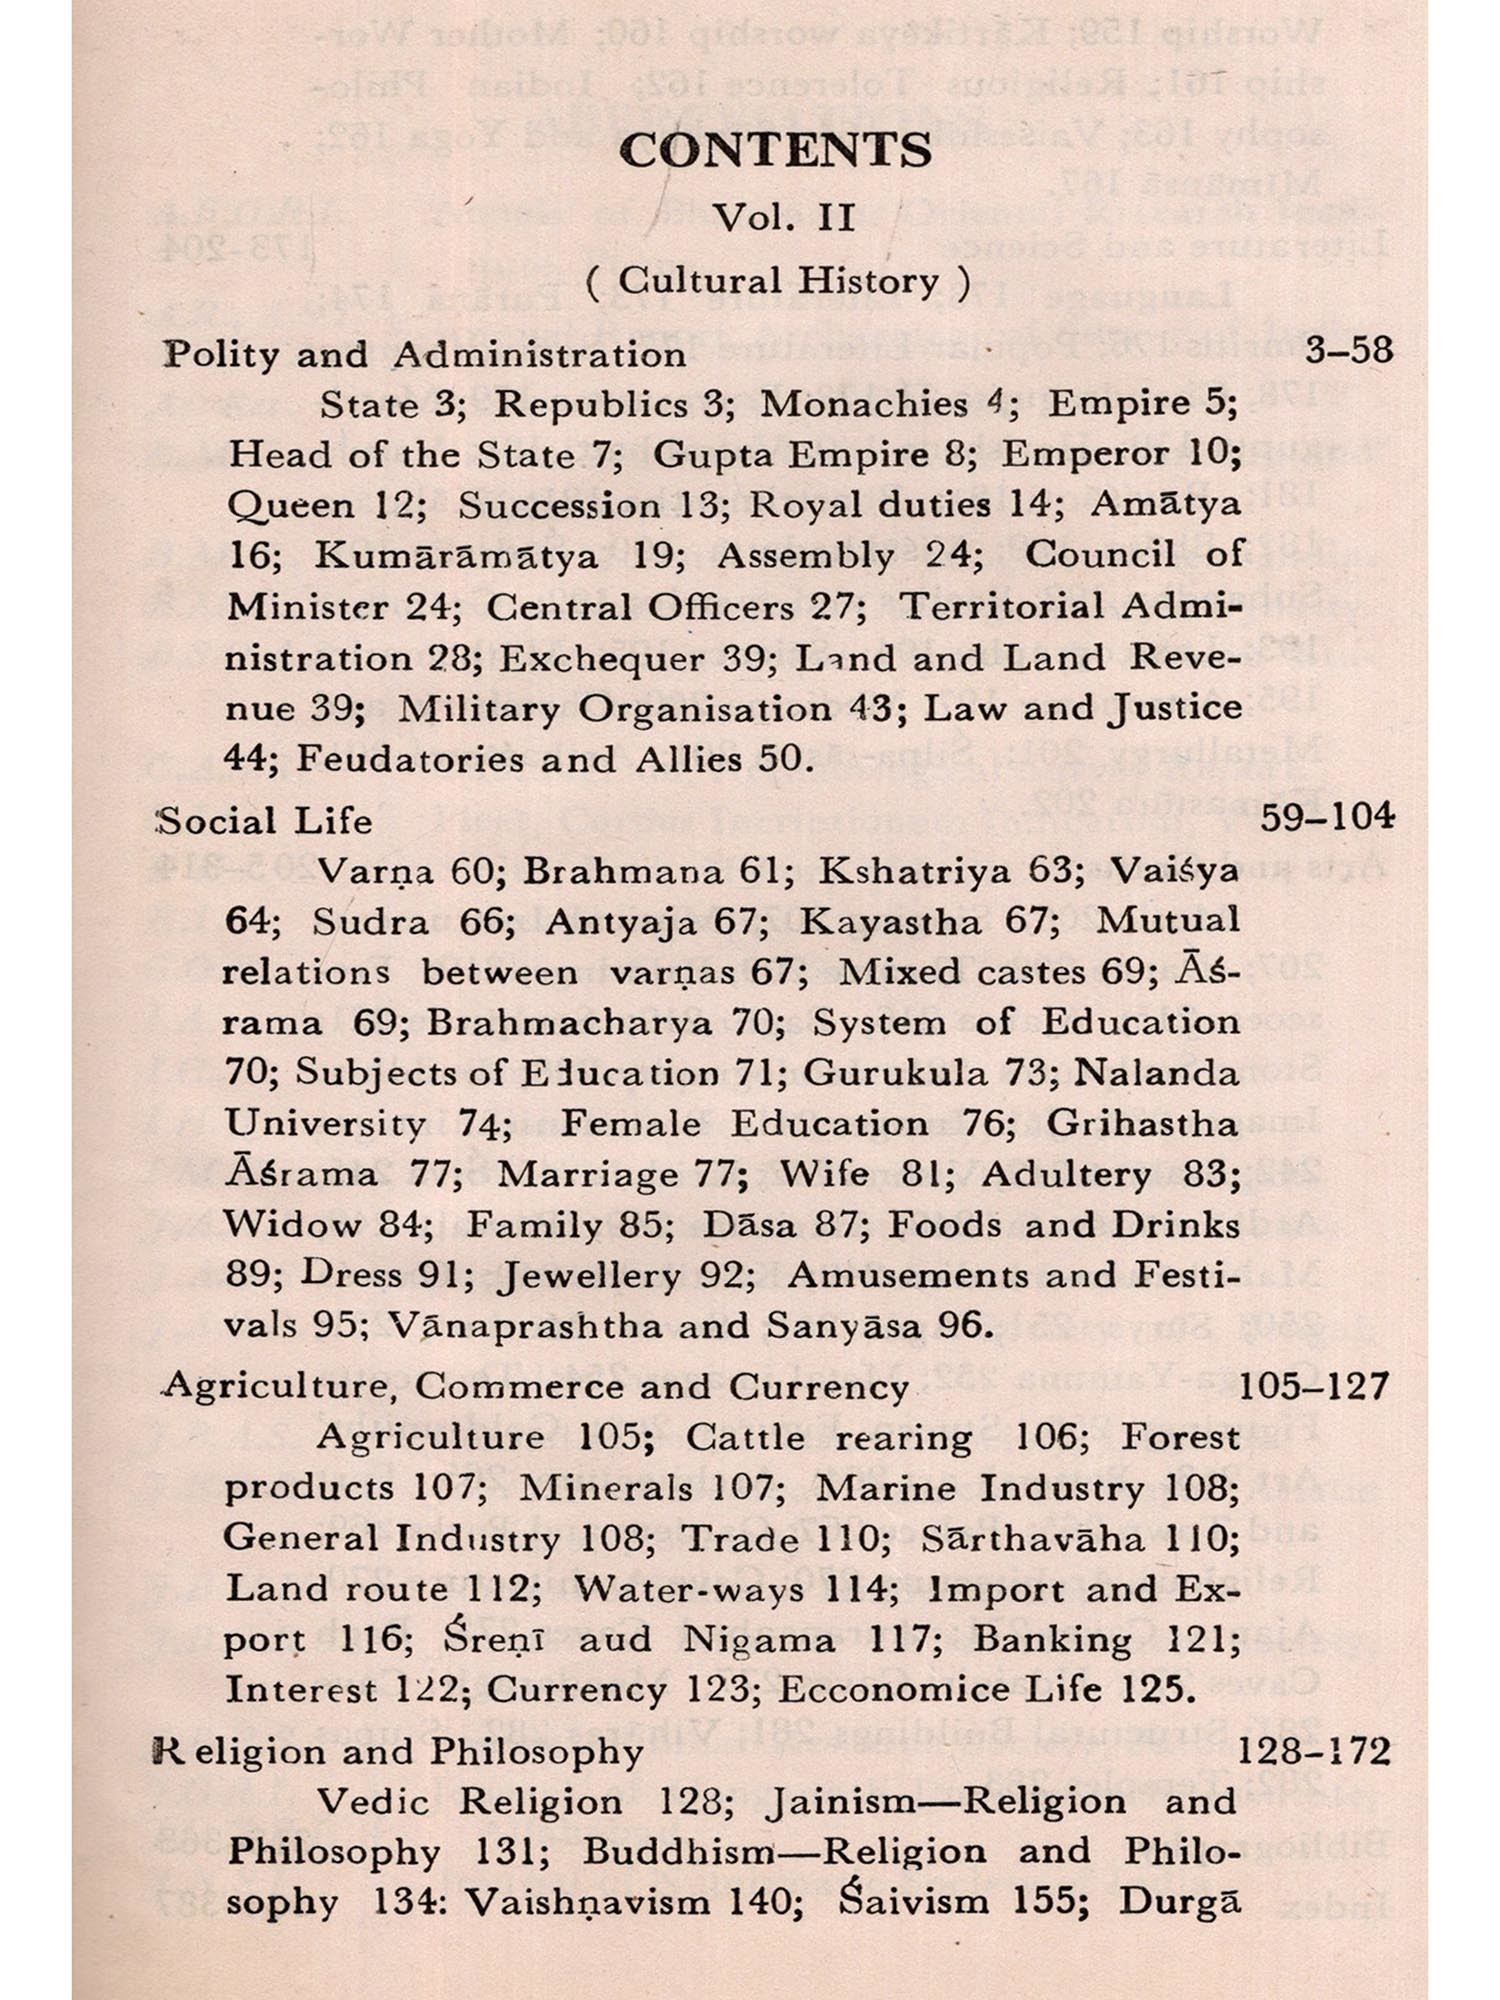 CONTENTS
Vol. II
( Cultural History )
Polity and Administration 3–58
State 3; Republics 3; Monachies 4; Empire 5;
Head of the State 7; Gupta Empire 8; Emperor 10;
Queen 12; Succession 13; Royal duties 14; Amātya
16; Kumārāmātya 19; Assembly 24; Council of
Minister 24; Central Officers 27; Territorial Admi-
nistration 28; Exchequer 39; Land and Land Reve-
nue 39; Military Organisation 43; Law and Justice
44; Feudatories and Allies 50.
Social Life 59–104
Varṇa 60; Brahmana 61; Kshatriya 63; Vaiśya
64; Sudra 66; Antyaja 67; Kayastha 67; Mutual
relations between varṇas 67; Mixed castes 69; Āś-
rama 69; Brahmacharya 70; System of Education
70; Subjects of Education 71; Gurukula 73; Nalanda
University 74; Female Education 76; Grihastha
Āśrama 77; Marriage 77; Wife 81; Adultery 83;
Widow 84; Family 85; Dāsa 87; Foods and Drinks
89; Dress 91; Jewellery 92; Amusements and Festi-
vals 95; Vānaprashtha and Sanyāsa 96.
Agriculture, Commerce and Currency 105–127
Agriculture 105; Cattle rearing 106; Forest
products 107; Minerals 107; Marine Industry 108;
General Industry 108; Trade 110; Sārthavāha 110;
Land route 112; Water-ways 114; Import and Ex-
port 116; Śreṇī aud Nigama 117; Banking 121;
Interest 122; Currency 123; Ecconomice Life 125.
Religion and Philosophy 128–172
Vedic Religion 128; Jainism—Religion and
Philosophy 131; Buddhism—Religion and Philo-
sophy 134: Vaishṇavism 140; Śaivism 155; Durgā